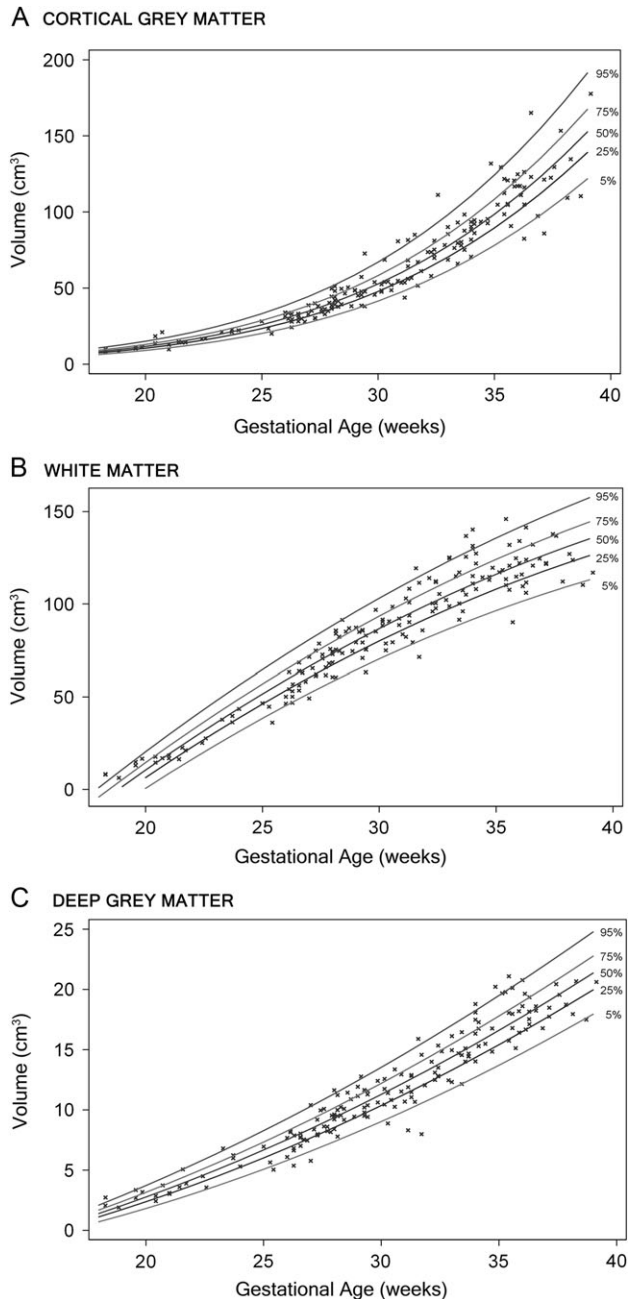 A CORTICAL GREY MATTER
200
150
100
50
0
Volume (cm³)
95%
75%
50%
25%
5%
20 25 30 35 40
Gestational Age (weeks)
B WHITE MATTER
150
100
50
0
Volume (cm³)
95%
75%
50%
25%
5%
20 25 30 35 40
Gestational Age (weeks)
C DEEP GREY MATTER
25
20
15
10
5
0
Volume (cm³)
95%
75%
50%
25%
5%
20 25 30 35 40
Gestational Age (weeks)